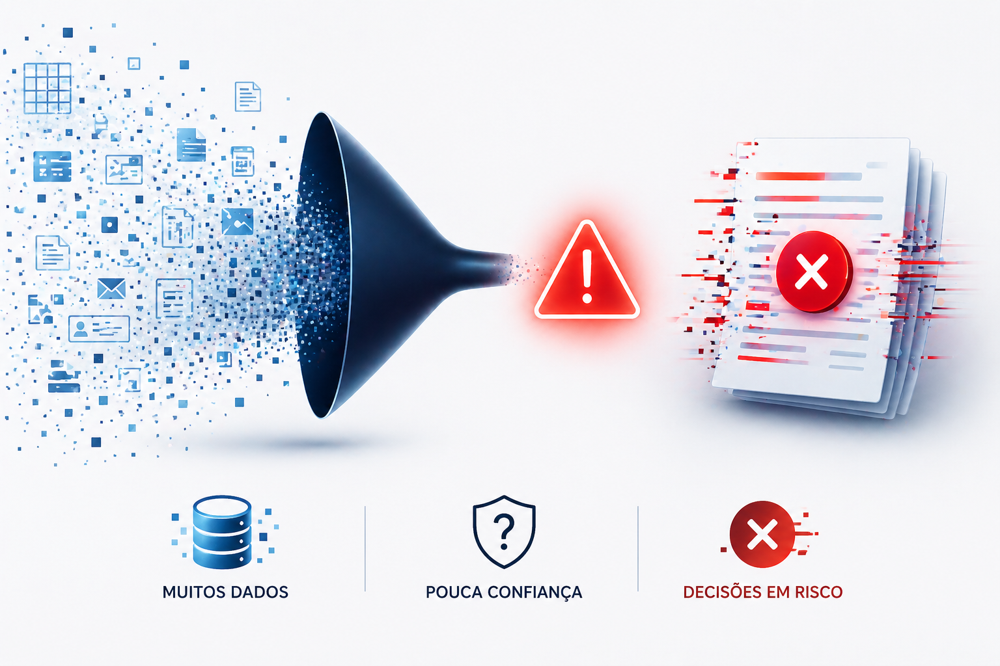 MUITOS DADOS
POUCA CONFIANÇA
DECISÕES EM RISCO